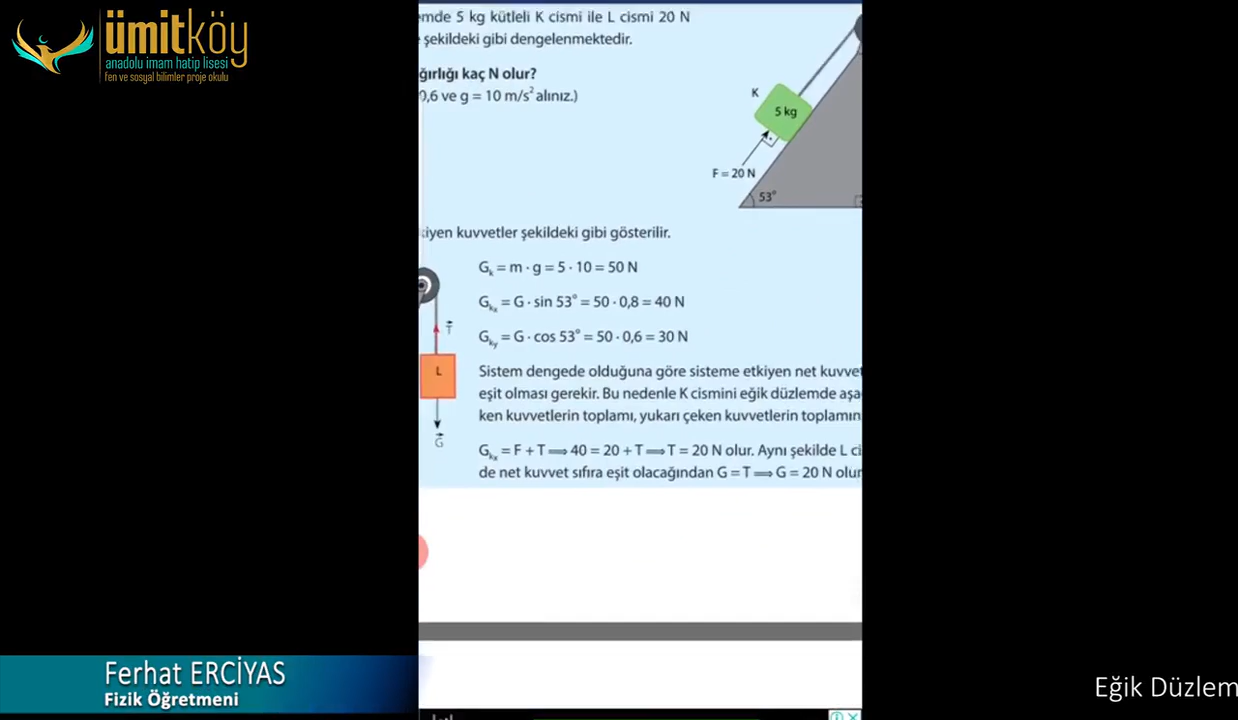 ümitköy
anadolu imam hatip lisesi
fen ve sosyal bilimler proje okulu
emde 5 kg kütleli K cismi ile L cismi 20 N
şekildeki gibi dengelenmektedir.
ğırlığı kaç N olur?
0,6 ve g = 10 m/s² alınız.)
K
5 kg
F = 20 N
53°
kiyen kuvvetler şekildeki gibi gösterilir.
Gₖ = m · g = 5 · 10 = 50 N
Gₖₓ = G · sin 53° = 50 · 0,8 = 40 N
T
Gₖᵧ = G · cos 53° = 50 · 0,6 = 30 N
L
Sistem dengede olduğuna göre sisteme etkiyen net kuvvet
eşit olması gerekir. Bu nedenle K cismini eğik düzlemde aşa
ken kuvvetlerin toplamı, yukarı çeken kuvvetlerin toplamın
G
Gₖₓ = F + T ⟹ 40 = 20 + T ⟹ T = 20 N olur. Aynı şekilde L ci
de net kuvvet sıfıra eşit olacağından G = T ⟹ G = 20 N olur
Ferhat ERCİYAS
Fizik Öğretmeni
Eğik Düzlem